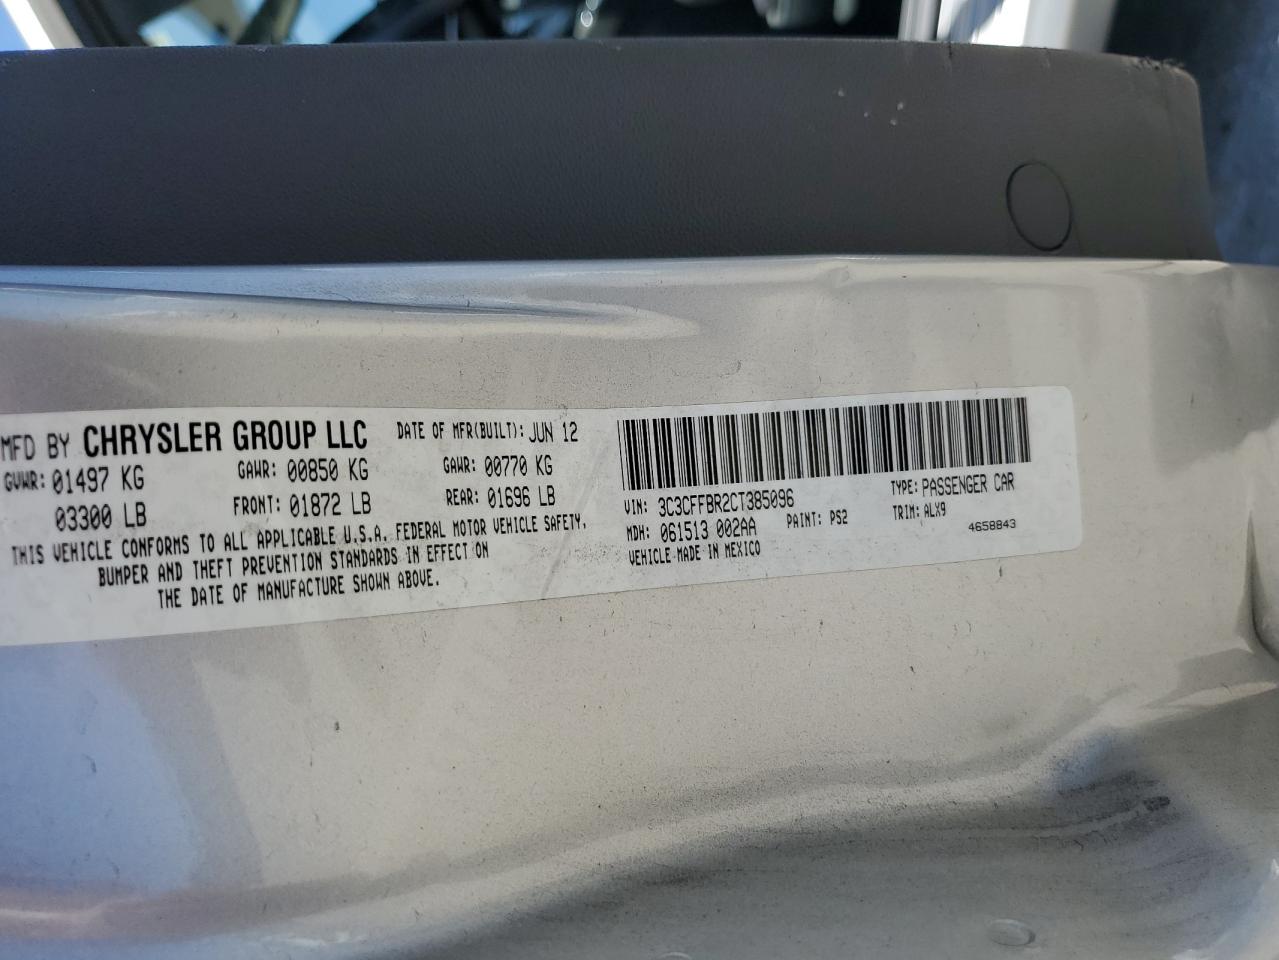 MFD BY CHRYSLER GROUP LLC DATE OF MFR(BUILT): JUN 12
GVWR: 01497 KG GAWR: 00850 KG GAWR: 00770 KG
03300 LB FRONT: 01872 LB REAR: 01696 LB
THIS VEHICLE CONFORMS TO ALL APPLICABLE U.S.A. FEDERAL MOTOR VEHICLE SAFETY,
BUMPER AND THEFT PREVENTION STANDARDS IN EFFECT ON
THE DATE OF MANUFACTURE SHOWN ABOVE.
VIN: 3C3CFFBR2CT385096 TYPE: PASSENGER CAR
MDH: 061513 002AA PAINT: PS2 TRIM: ALX9
VEHICLE MADE IN MEXICO 4658843